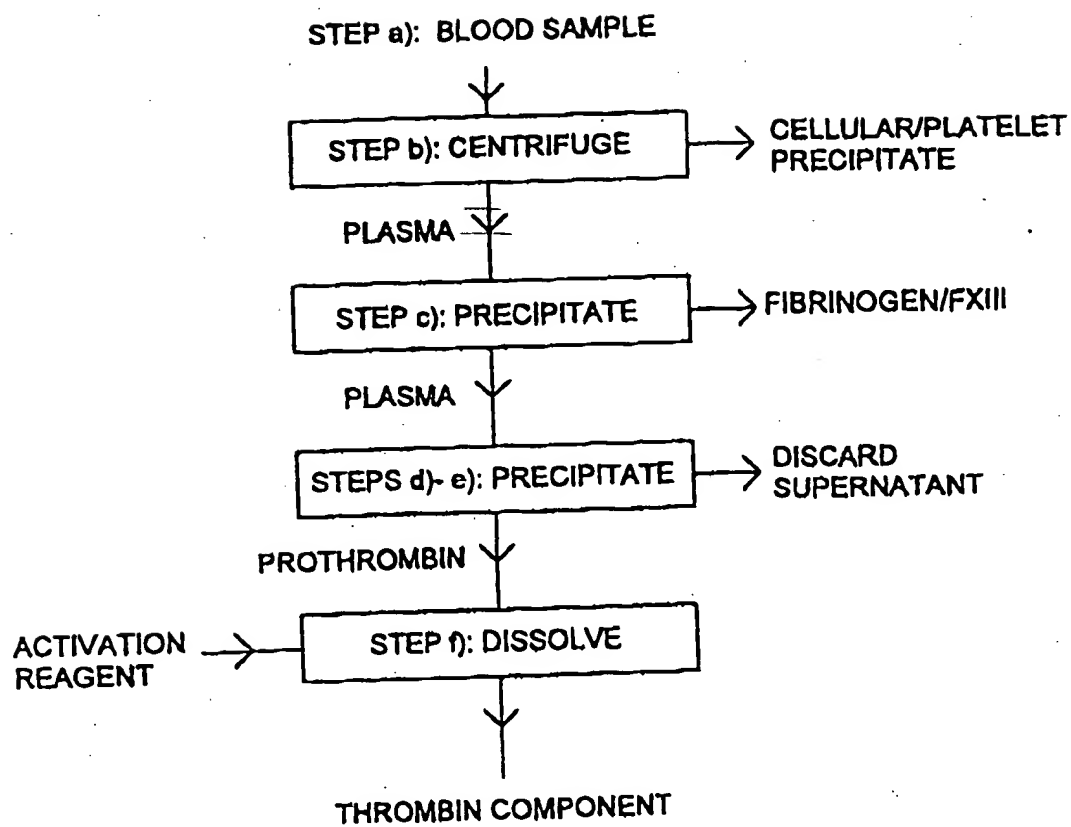 STEP a): BLOOD SAMPLE
STEP b): CENTRIFUGE
CELLULAR/PLATELET
PRECIPITATE
PLASMA
STEP c): PRECIPITATE
FIBRINOGEN/FXIII
PLASMA
STEPS d)- e): PRECIPITATE
DISCARD
SUPERNATANT
PROTHROMBIN
ACTIVATION
REAGENT
STEP f): DISSOLVE
THROMBIN COMPONENT